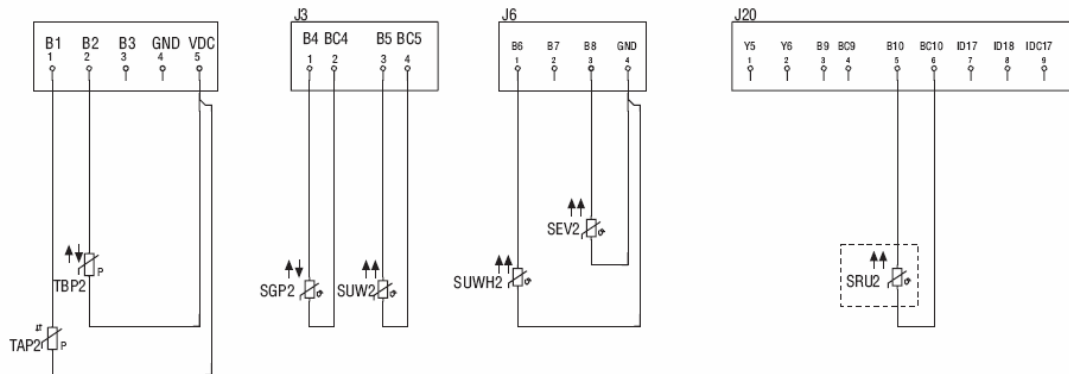 J3
J6
J20
B1 B2 B3 GND VDC
1 2 3 4 5
B4 BC4 B5 BC5
1 2 3 4
B6 B7 B8 GND
1 2 3 4
Y5 Y6 B9 BC9 B10 BC10 ID17 ID18 IDC17
1 2 3 4 5 6 7 8 9
SEV2
TBP2 P
SGP2
SUW2
SUWH2
SRU2
TAP2 P